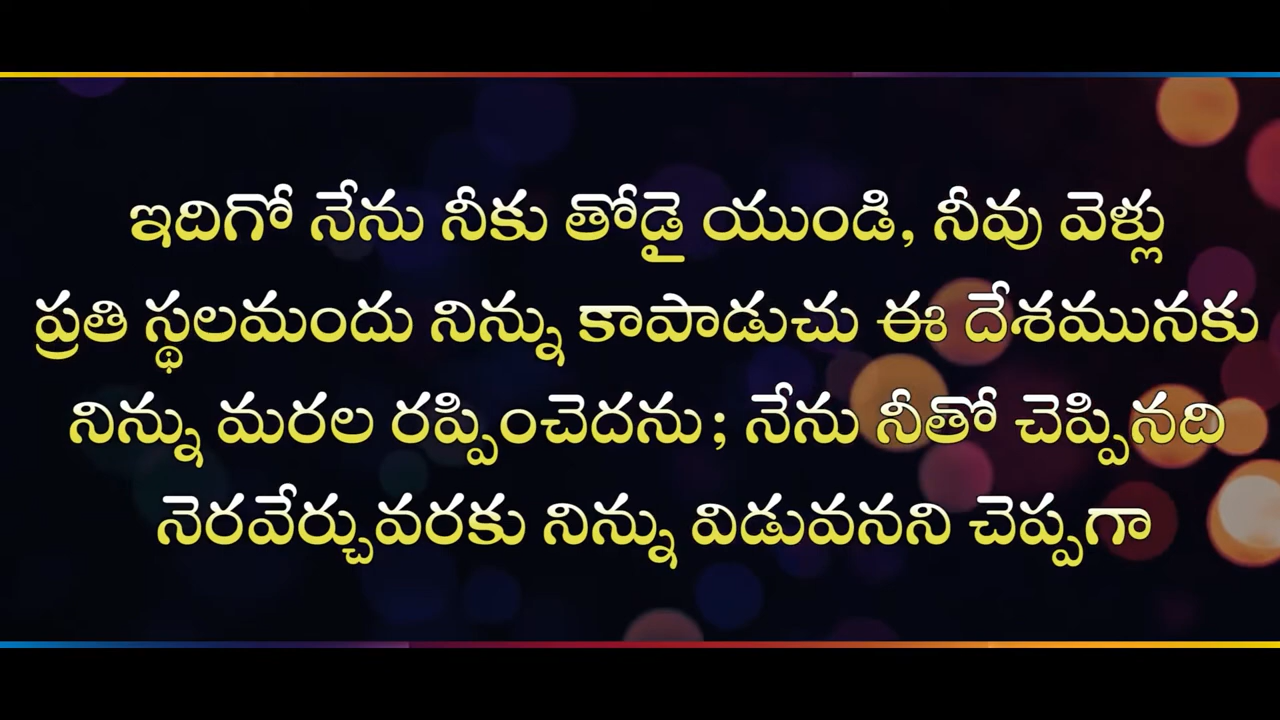 ఇదిగో నేను నీకు తోడై యుండి, నీవు వెళ్లు
ప్రతి స్థలమందు నిన్ను కాపాడుచు ఈ దేశమునకు
నిన్ను మరల రప్పించెదను; నేను నీతో చెప్పినది
నెరవేర్చువరకు నిన్ను విడువనని చెప్పగా